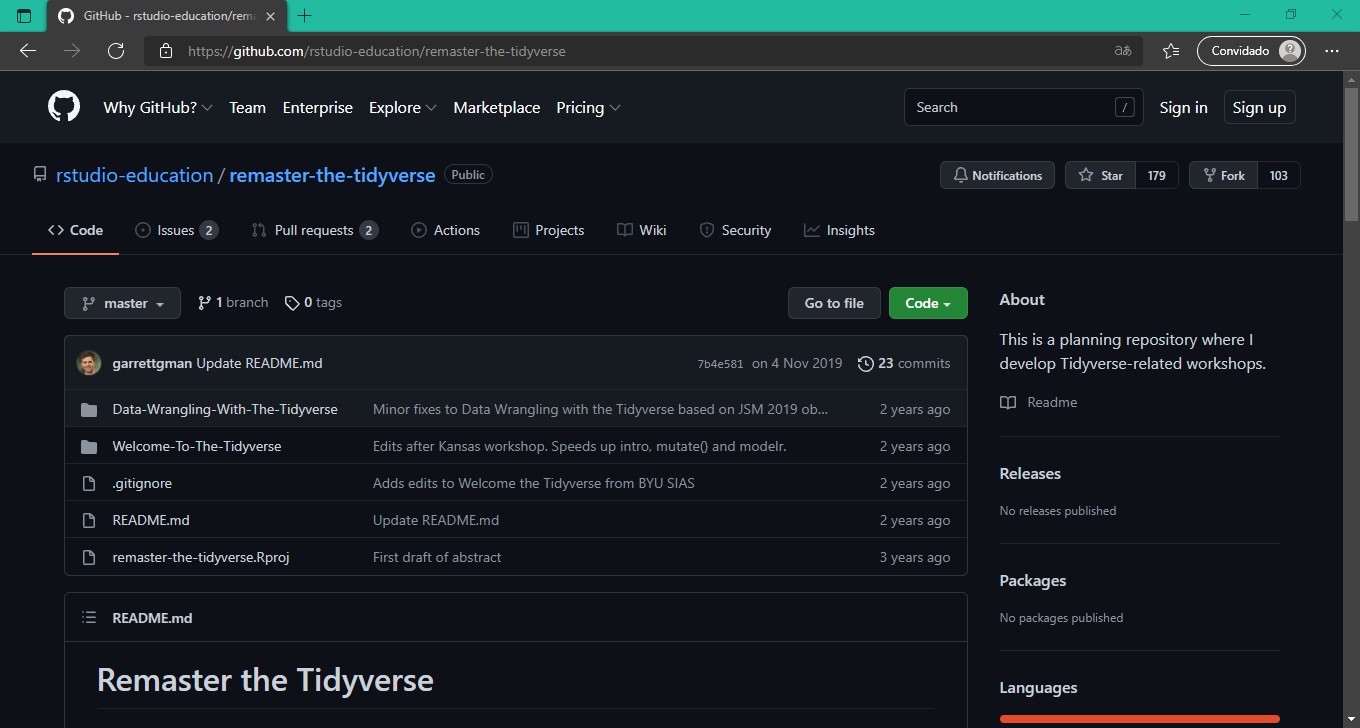 GitHub - rstudio-education/rema
https://github.com/rstudio-education/remaster-the-tidyverse
aあ
Convidado
Why GitHub? Team Enterprise Explore Marketplace Pricing
Search /
Sign in Sign up
rstudio-education / remaster-the-tidyverse Public
Notifications Star 179 Fork 103
Code Issues 2 Pull requests 2 Actions Projects Wiki Security Insights
master 1 branch 0 tags
Go to file Code
garrettgman Update README.md 7b4e581 on 4 Nov 2019 23 commits
Data-Wrangling-With-The-Tidyverse Minor fixes to Data Wrangling with the Tidyverse based on JSM 2019 ob... 2 years ago
Welcome-To-The-Tidyverse Edits after Kansas workshop. Speeds up intro, mutate() and modelr. 2 years ago
.gitignore Adds edits to Welcome the Tidyverse from BYU SIAS 2 years ago
README.md Update README.md 2 years ago
remaster-the-tidyverse.Rproj First draft of abstract 3 years ago
README.md
Remaster the Tidyverse
About
This is a planning repository where I
develop Tidyverse-related workshops.
Readme
Releases
No releases published
Packages
No packages published
Languages